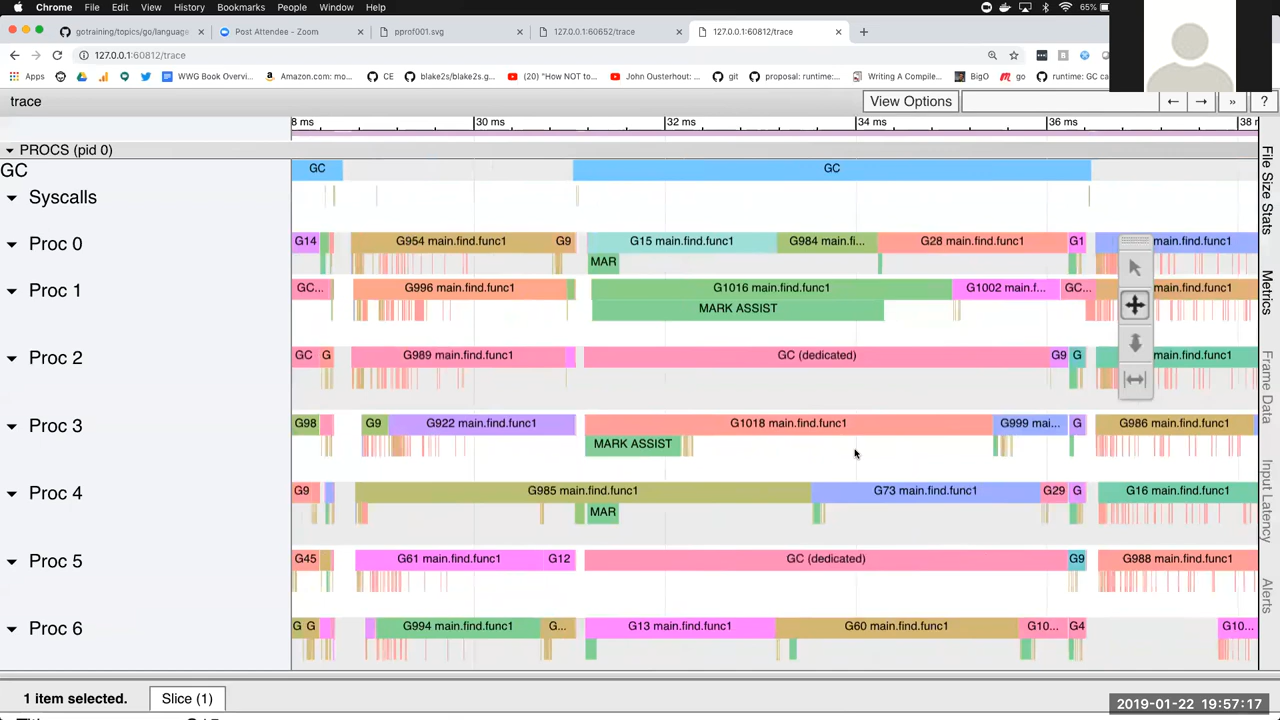 Chrome File Edit View History Bookmarks People Window Help 65%
gotraining/topics/go/language Post Attendee - Zoom pprof001.svg 127.0.0.1:60652/trace 127.0.0.1:60812/trace
127.0.0.1:60812/trace
Apps WWG Book Overvi... Amazon.com: mo... CE blake2s/blake2s.g... (20) "How NOT to... John Ousterhout:... git proposal: runtime:... Writing A Compile... BigO go runtime: GC ca
trace View Options ← → » ?
8 ms 30 ms 32 ms 34 ms 36 ms 38 m
PROCS (pid 0)
GC GC GC
Syscalls
Proc 0 G14 G954 main.find.func1 G9 G15 main.find.func1 G984 main.fi... G28 main.find.func1 G1 main.find.func1
MAR
Proc 1 GC... G996 main.find.func1 G1016 main.find.func1 G1002 main.f... GC... main.find.func1
MARK ASSIST
Proc 2 GC G G989 main.find.func1 GC (dedicated) G9 G main.find.func1
Proc 3 G98 G9 G922 main.find.func1 G1018 main.find.func1 G999 mai... G G986 main.find.func1
MARK ASSIST
Proc 4 G9 G985 main.find.func1 G73 main.find.func1 G29 G G16 main.find.func1
MAR
Proc 5 G45 G61 main.find.func1 G12 GC (dedicated) G9 G988 main.find.func1
Proc 6 G G G994 main.find.func1 G... G13 main.find.func1 G60 main.find.func1 G10... G4 G10...
File Size Stats
Metrics
Frame Data
Input Latency
Alerts
1 item selected. Slice (1)
2019-01-22 19:57:17